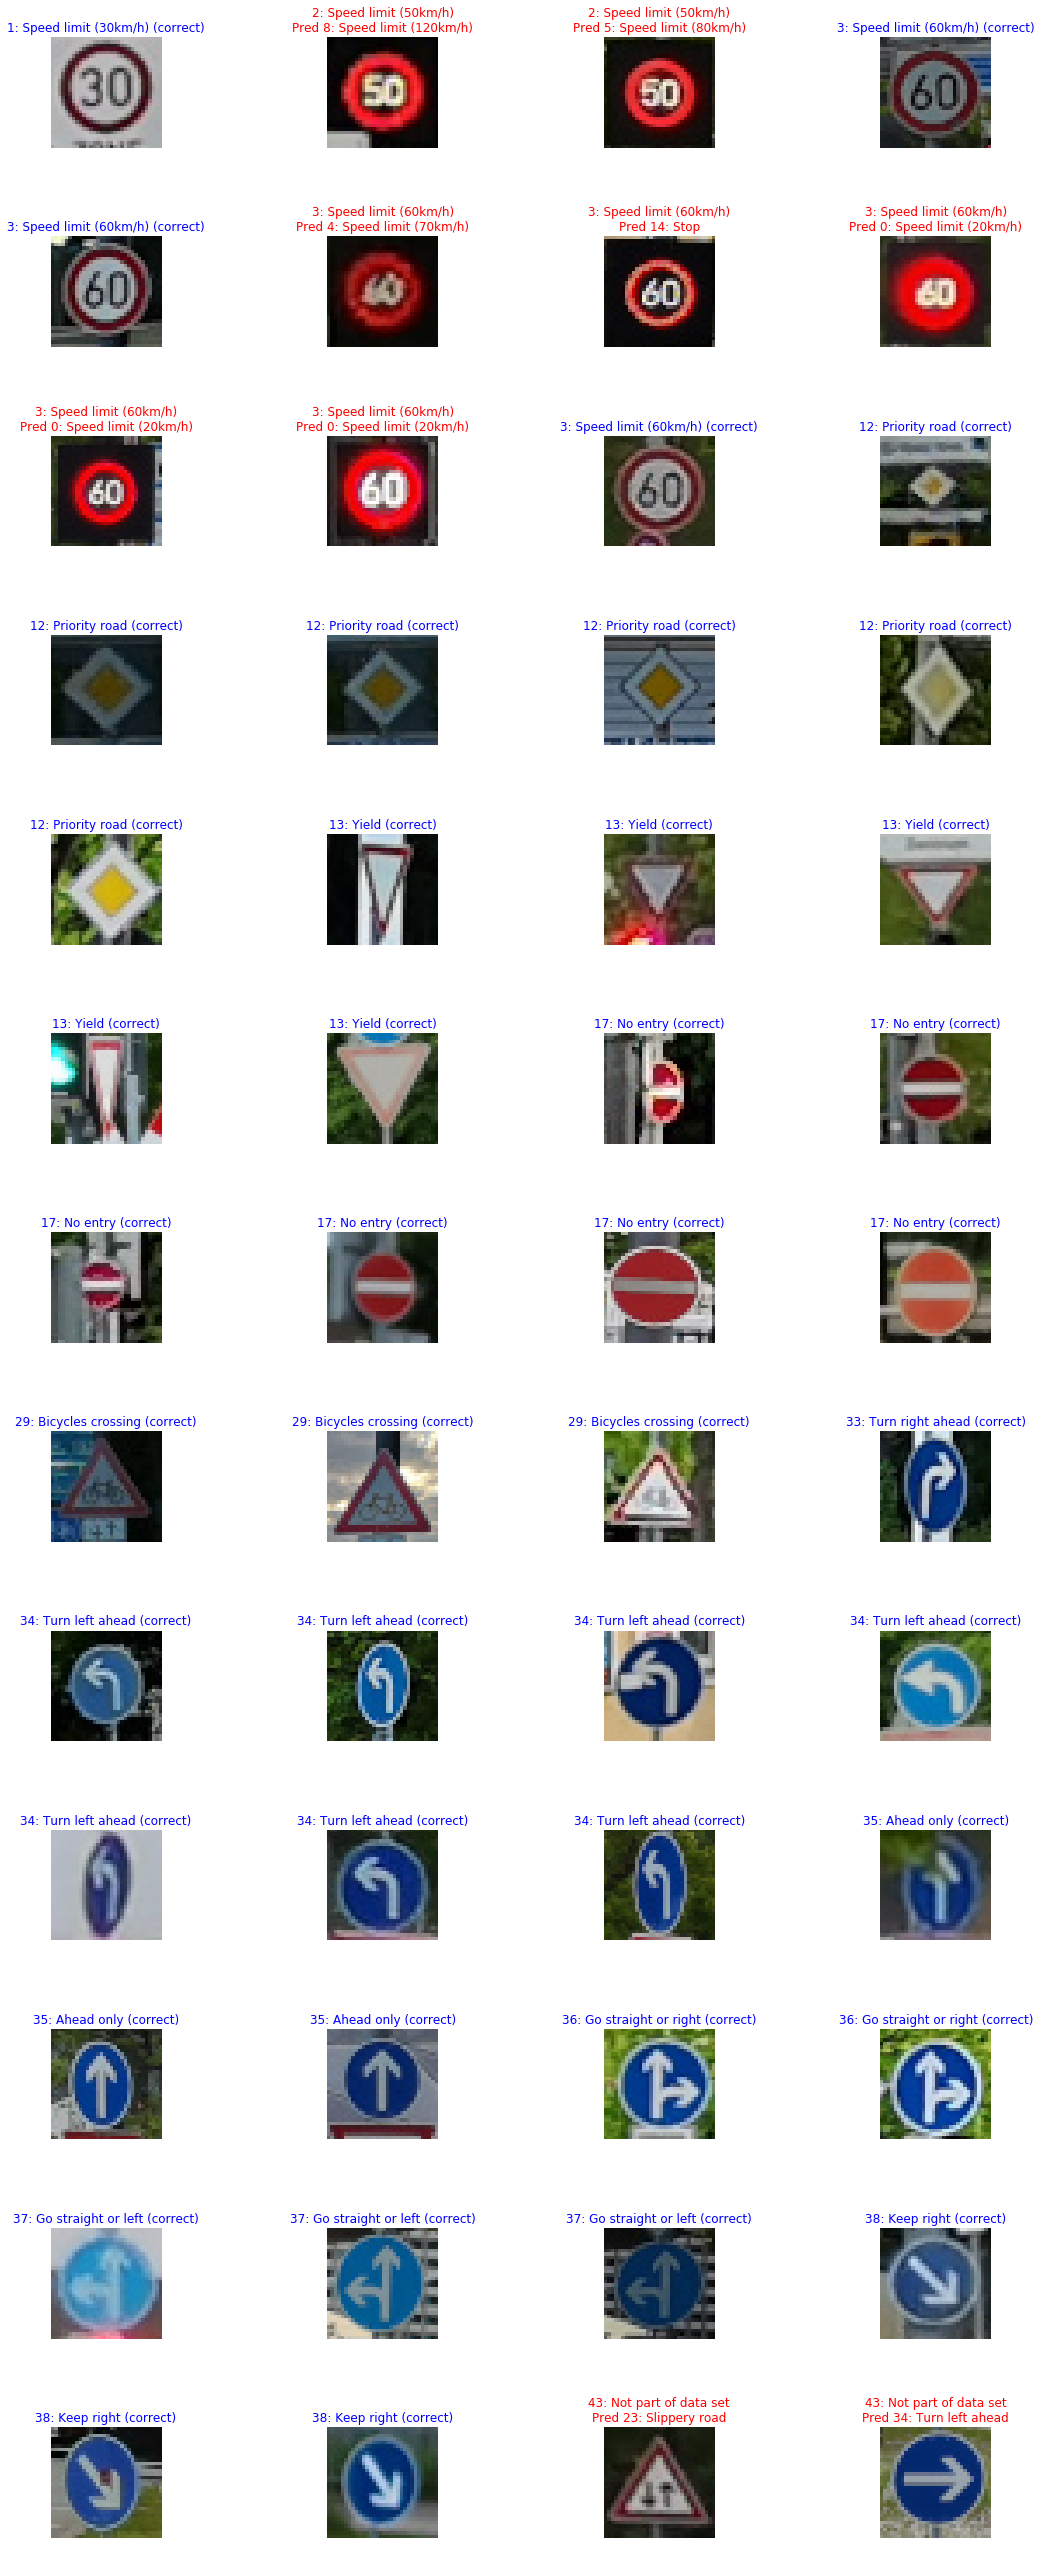 1: Speed limit (30km/h) (correct)
2: Speed limit (50km/h)
Pred 8: Speed limit (120km/h)
2: Speed limit (50km/h)
Pred 5: Speed limit (80km/h)
3: Speed limit (60km/h) (correct)
30
50
50
60
3: Speed limit (60km/h) (correct)
3: Speed limit (60km/h)
Pred 4: Speed limit (70km/h)
3: Speed limit (60km/h)
Pred 14: Stop
3: Speed limit (60km/h)
Pred 0: Speed limit (20km/h)
60
60
60
60
3: Speed limit (60km/h)
Pred 0: Speed limit (20km/h)
3: Speed limit (60km/h)
Pred 0: Speed limit (20km/h)
3: Speed limit (60km/h) (correct)
12: Priority road (correct)
60
60
60
12: Priority road (correct)
12: Priority road (correct)
12: Priority road (correct)
12: Priority road (correct)
12: Priority road (correct)
13: Yield (correct)
13: Yield (correct)
13: Yield (correct)
13: Yield (correct)
13: Yield (correct)
17: No entry (correct)
17: No entry (correct)
17: No entry (correct)
17: No entry (correct)
17: No entry (correct)
17: No entry (correct)
29: Bicycles crossing (correct)
29: Bicycles crossing (correct)
29: Bicycles crossing (correct)
33: Turn right ahead (correct)
34: Turn left ahead (correct)
34: Turn left ahead (correct)
34: Turn left ahead (correct)
34: Turn left ahead (correct)
34: Turn left ahead (correct)
34: Turn left ahead (correct)
34: Turn left ahead (correct)
35: Ahead only (correct)
35: Ahead only (correct)
35: Ahead only (correct)
36: Go straight or right (correct)
36: Go straight or right (correct)
37: Go straight or left (correct)
37: Go straight or left (correct)
37: Go straight or left (correct)
38: Keep right (correct)
38: Keep right (correct)
38: Keep right (correct)
43: Not part of data set
Pred 23: Slippery road
43: Not part of data set
Pred 34: Turn left ahead